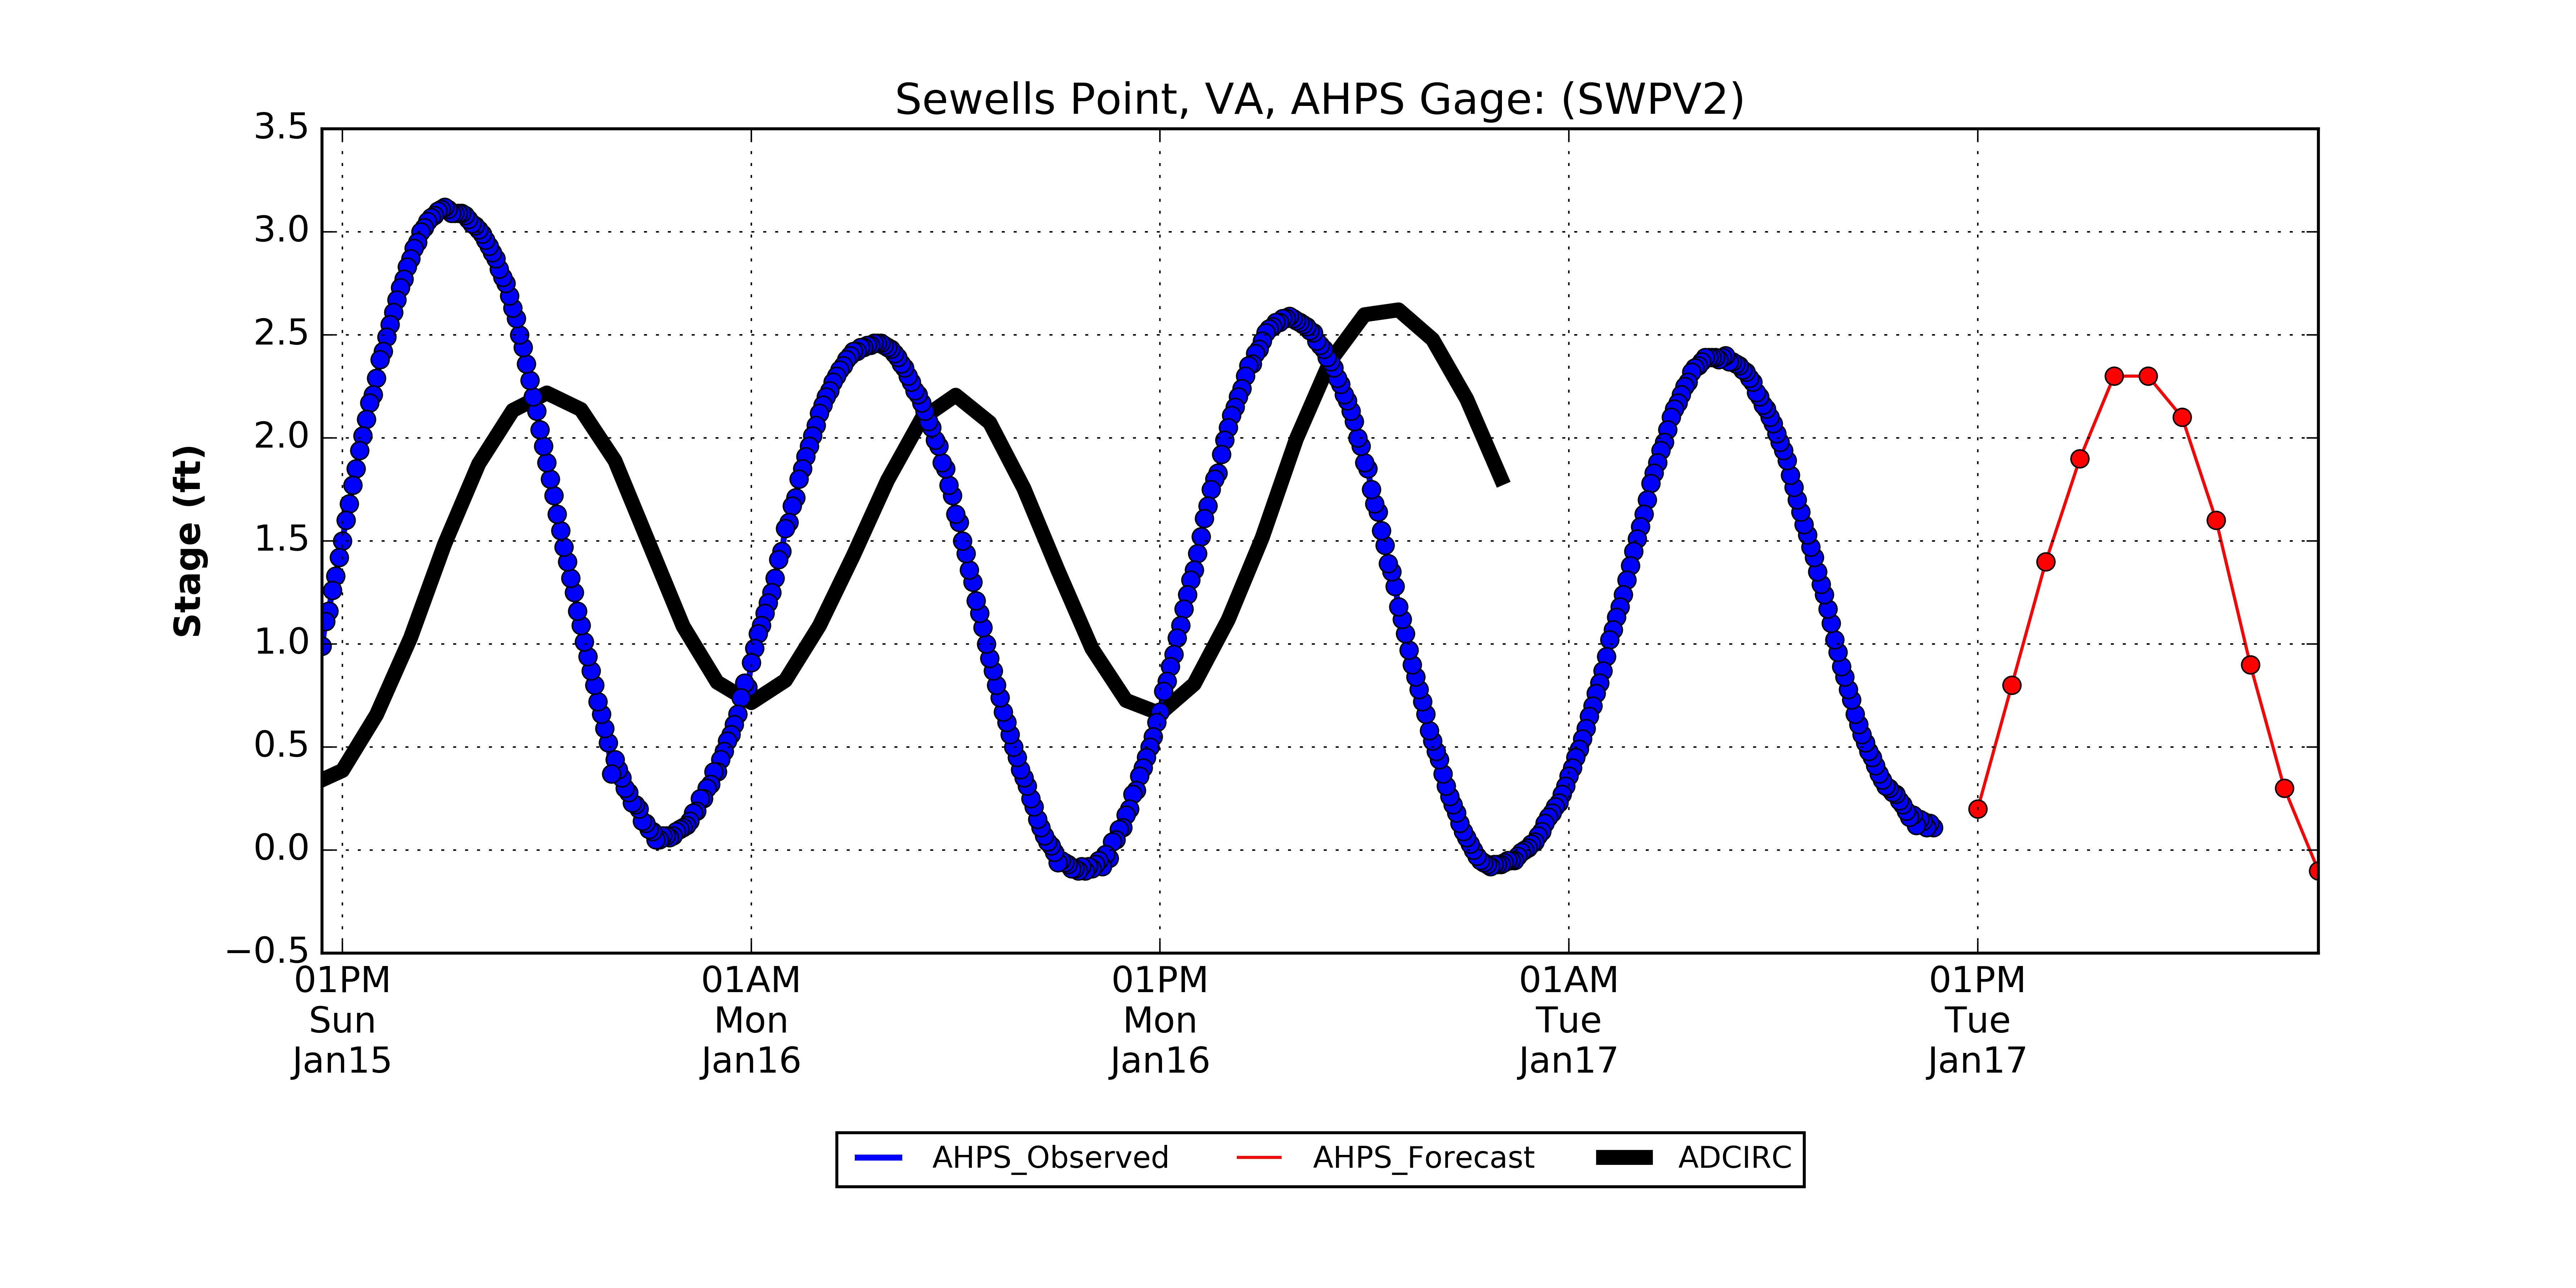 Sewells Point, VA, AHPS Gage: (SWPV2)
3.5
3.0
2.5
2.0
1.5
1.0
0.5
0.0
−0.5
Stage (ft)
01PM 01AM 01PM 01AM 01PM
Sun Mon Mon Tue Tue
Jan15 Jan16 Jan16 Jan17 Jan17
AHPS_Observed AHPS_Forecast ADCIRC